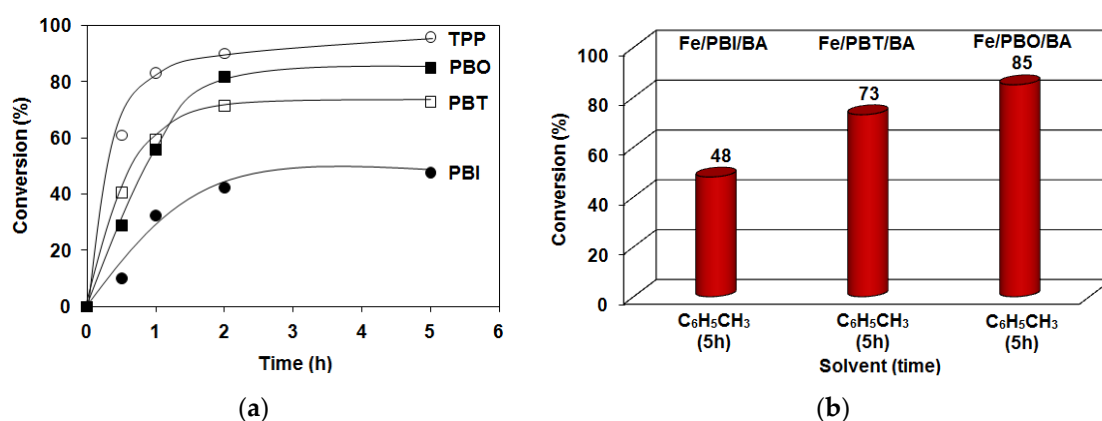 100
80
60
40
20
0
Conversion (%)
TPP
PBO
PBT
PBI
0 1 2 3 4 5 6
Time (h)
(a)
Fe/PBI/BA Fe/PBT/BA Fe/PBO/BA
100
80
60
40
20
0
Conversion (%)
48
73
85
C₆H₅CH₃ C₆H₅CH₃ C₆H₅CH₃
(5h) (5h) (5h)
Solvent (time)
(b)